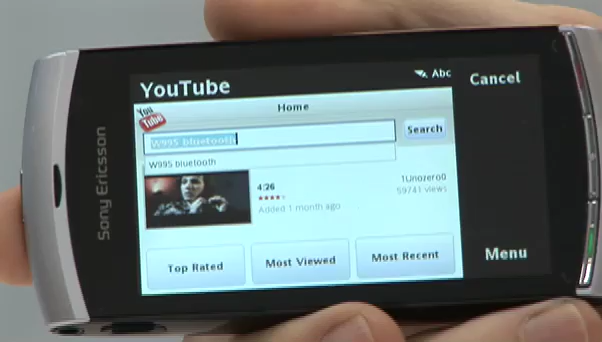 Sony Ericsson
YouTube
Abc
Cancel
You
Tube
Home
W995 bluetooth
Search
W995 bluetooth
4:26
1Unozero0
59741 views
Added 1 month ago
Top Rated
Most Viewed
Most Recent
Menu